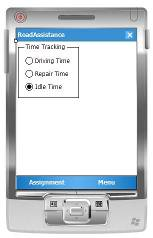 RoadAssistance
Time Tracking
Driving Time
Repair Time
Idle Time
Assignment Menu